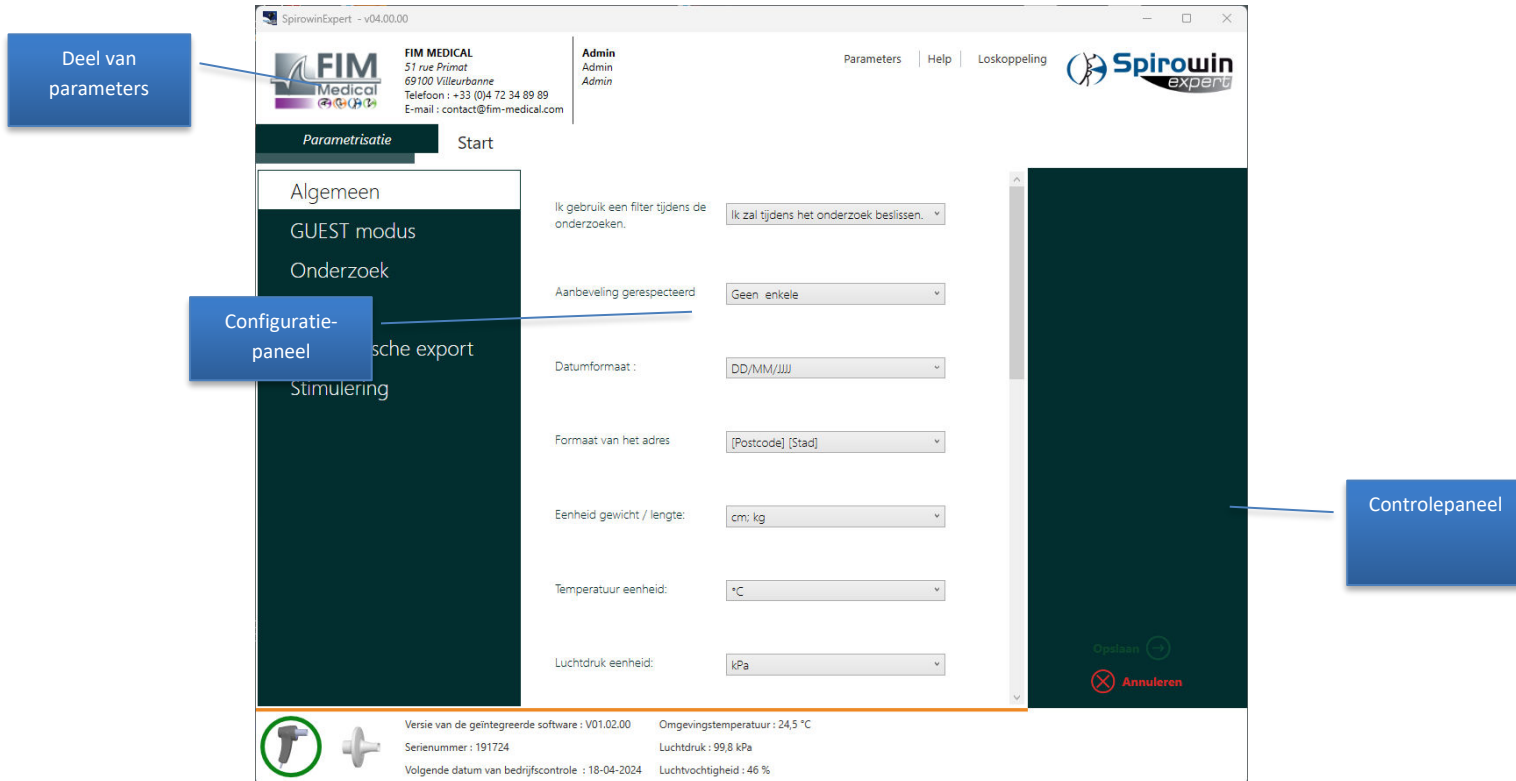 SpirowinExpert - v04.00.00
Deel van
parameters
FIM
Medical
FIM MEDICAL
51 rue Primat
69100 Villeurbanne
Telefoon : +33 (0)4 72 34 89 89
E-mail : contact@fim-medical.com
Admin
Admin
Admin
Parameters
Help
Loskoppeling
Spirowin
expert
Parametrisatie
Start
Algemeen
GUEST modus
Onderzoek
sche export
Stimulering
Configuratie-
paneel
Ik gebruik een filter tijdens de
onderzoeken.
Ik zal tijdens het onderzoek beslissen.
Aanbeveling gerespecteerd
Geen enkele
Datumformaat :
DD/MM/JJJJ
Formaat van het adres
[Postcode] [Stad]
Eenheid gewicht / lengte:
cm; kg
Temperatuur eenheid:
°C
Luchtdruk eenheid:
kPa
Controlepaneel
Opslaan
Annuleren
Versie van de geïntegreerde software : V01.02.00
Serienummer : 191724
Volgende datum van bedrijfscontrole : 18-04-2024
Omgevingstemperatuur : 24,5 °C
Luchtdruk : 99,8 kPa
Luchtvochtigheid : 46 %